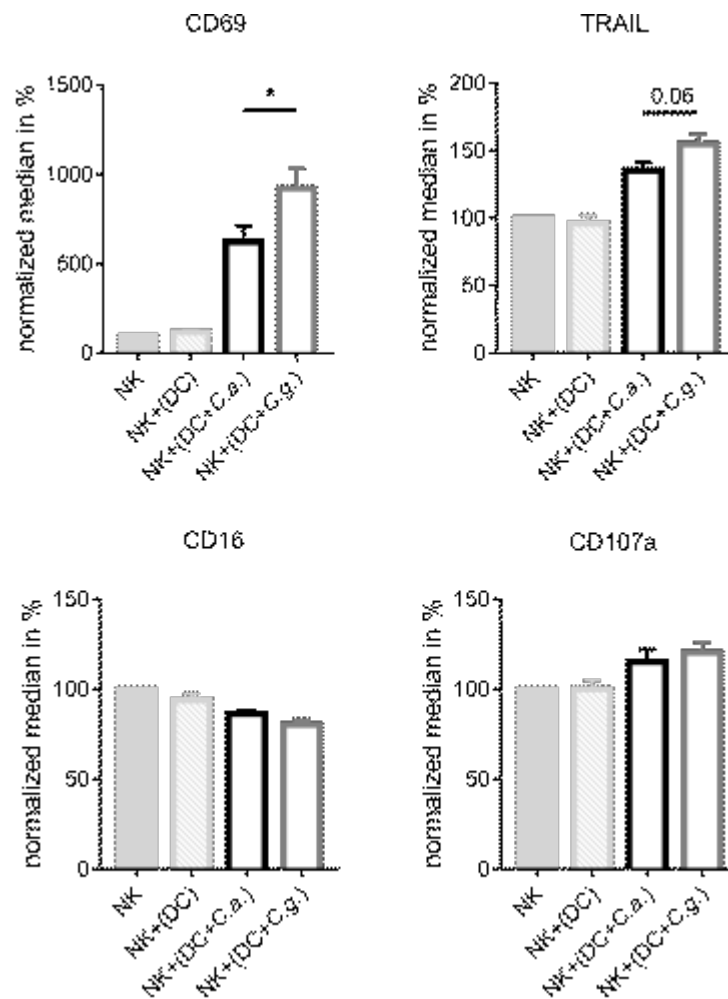 CD69
TRAIL
normalized median in %
1500
1000
500
0
*
NK
NK+(DC)
NK+(DC+C.a.)
NK+(DC+C.g.)
normalized median in %
200
150
100
50
0
0.06
NK
NK+(DC)
NK+(DC+C.a.)
NK+(DC+C.g.)
CD16
CD107a
normalized median in %
150
100
50
0
NK
NK+(DC)
NK+(DC+C.a.)
NK+(DC+C.g.)
normalized median in %
150
100
50
0
NK
NK+(DC)
NK+(DC+C.a.)
NK+(DC+C.g.)